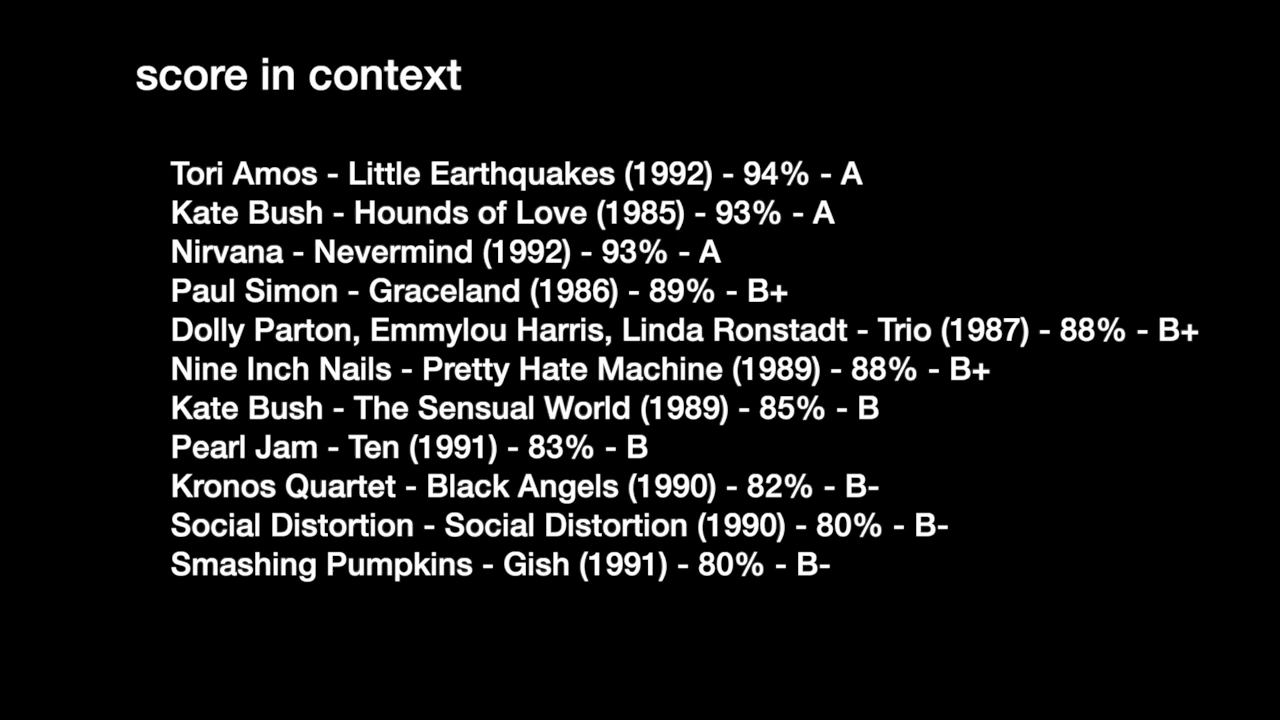 score in context
Tori Amos - Little Earthquakes (1992) - 94% - A
Kate Bush - Hounds of Love (1985) - 93% - A
Nirvana - Nevermind (1992) - 93% - A
Paul Simon - Graceland (1986) - 89% - B+
Dolly Parton, Emmylou Harris, Linda Ronstadt - Trio (1987) - 88% - B+
Nine Inch Nails - Pretty Hate Machine (1989) - 88% - B+
Kate Bush - The Sensual World (1989) - 85% - B
Pearl Jam - Ten (1991) - 83% - B
Kronos Quartet - Black Angels (1990) - 82% - B-
Social Distortion - Social Distortion (1990) - 80% - B-
Smashing Pumpkins - Gish (1991) - 80% - B-